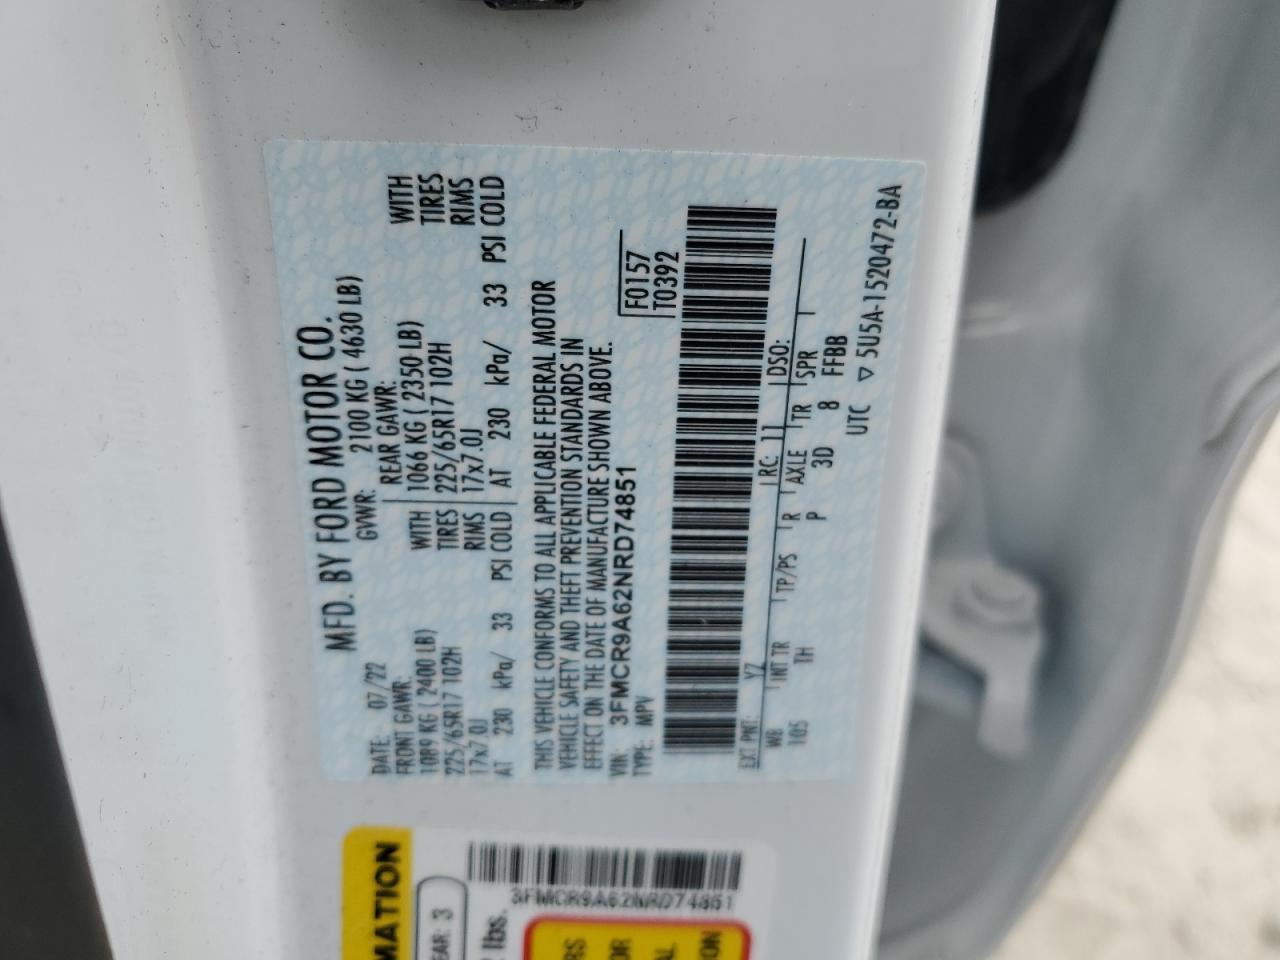 MFD. BY FORD MOTOR CO.
DATE: 07/22 GVWR: 2100 KG ( 4630 LB)
FRONT GAWR: REAR GAWR:
1089 KG ( 2400 LB) WITH 1066 KG ( 2350 LB) WITH
225/65R17 102H TIRES 225/65R17 102H TIRES
17x7.0J RIMS 17x7.0J RIMS
AT 230 kPa/ 33 PSI COLD AT 230 kPa/ 33 PSI COLD
THIS VEHICLE CONFORMS TO ALL APPLICABLE FEDERAL MOTOR
VEHICLE SAFETY AND THEFT PREVENTION STANDARDS IN
EFFECT ON THE DATE OF MANUFACTURE SHOWN ABOVE.
VIN: 3FMCR9A62NRD74851 F0157
TYPE: MPV T0392
EXT PNT: YZ RC: 11 DSO:
WB INT TR TP/PS R AXLE TR SPR
105 TH P 3D 8 FFBB
UTC ▽ 5U5A-1520472-BA
MATION
EAR: 3
3FMCR9A62NRD74851
lbs.